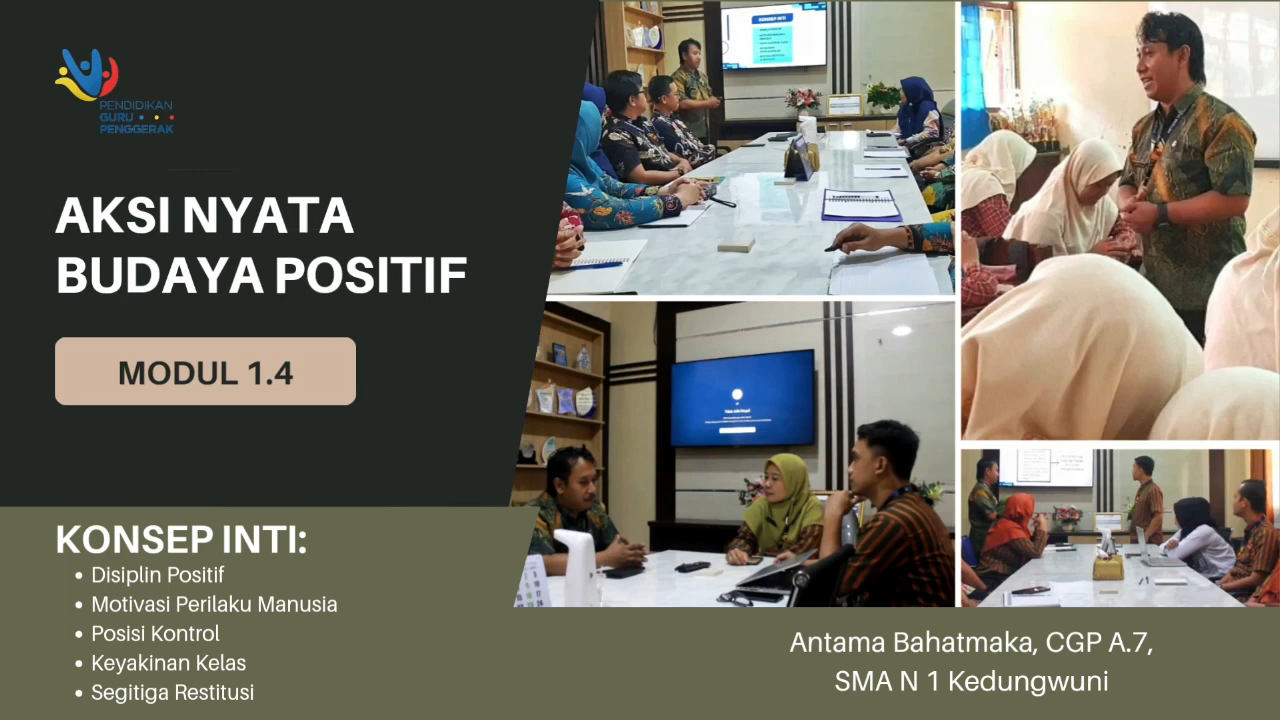 PENDIDIKAN
GURU
PENGGERAK
AKSI NYATA
BUDAYA POSITIF
MODUL 1.4
KONSEP INTI:
Disiplin Positif
Motivasi Perilaku Manusia
Posisi Kontrol
Keyakinan Kelas
Segitiga Restitusi
KONSEP INTI
Antama Bahatmaka, CGP A.7,
SMA N 1 Kedungwuni